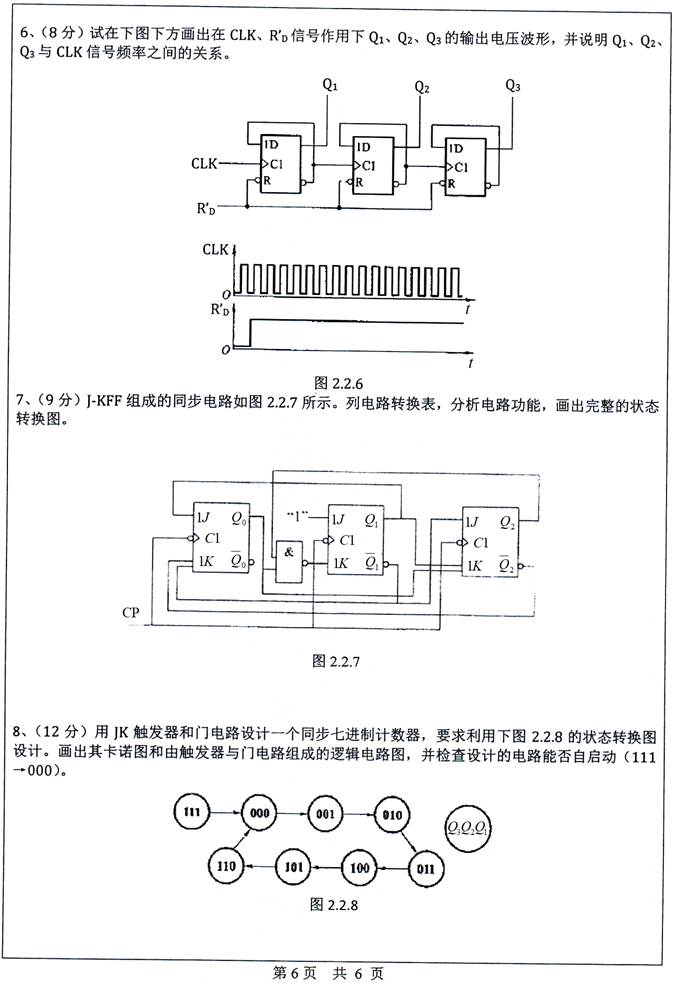 6、（8 分）试在下图下方画出在 CLK、R'D 信号作用下 Q₁、Q₂、Q₃ 的输出电压波形，并说明 Q₁、Q₂、
Q₃ 与 CLK 信号频率之间的关系。
Q₁ Q₂ Q₃
1D 1D 1D
CLK C1 C1 C1
R R R
R'D
CLK
O t
R'D
O t
图 2.2.6
7、（9 分）J-KFF 组成的同步电路如图 2.2.7 所示。列电路转换表，分析电路功能，画出完整的状态
转换图。
1J Q₀ “1” 1J Q₁ 1J Q₂
C1 & C1 C1
1K Q̅₀ 1K Q̅₁ 1K Q̅₂
CP
图 2.2.7
8、（12 分）用 JK 触发器和门电路设计一个同步七进制计数器，要求利用下图 2.2.8 的状态转换图
设计。画出其卡诺图和由触发器与门电路组成的逻辑电路图，并检查设计的电路能否自启动（111
→000）。
111 000 001 010 Q₃Q₂Q₁
110 101 100 011
图 2.2.8
第 6 页 共 6 页